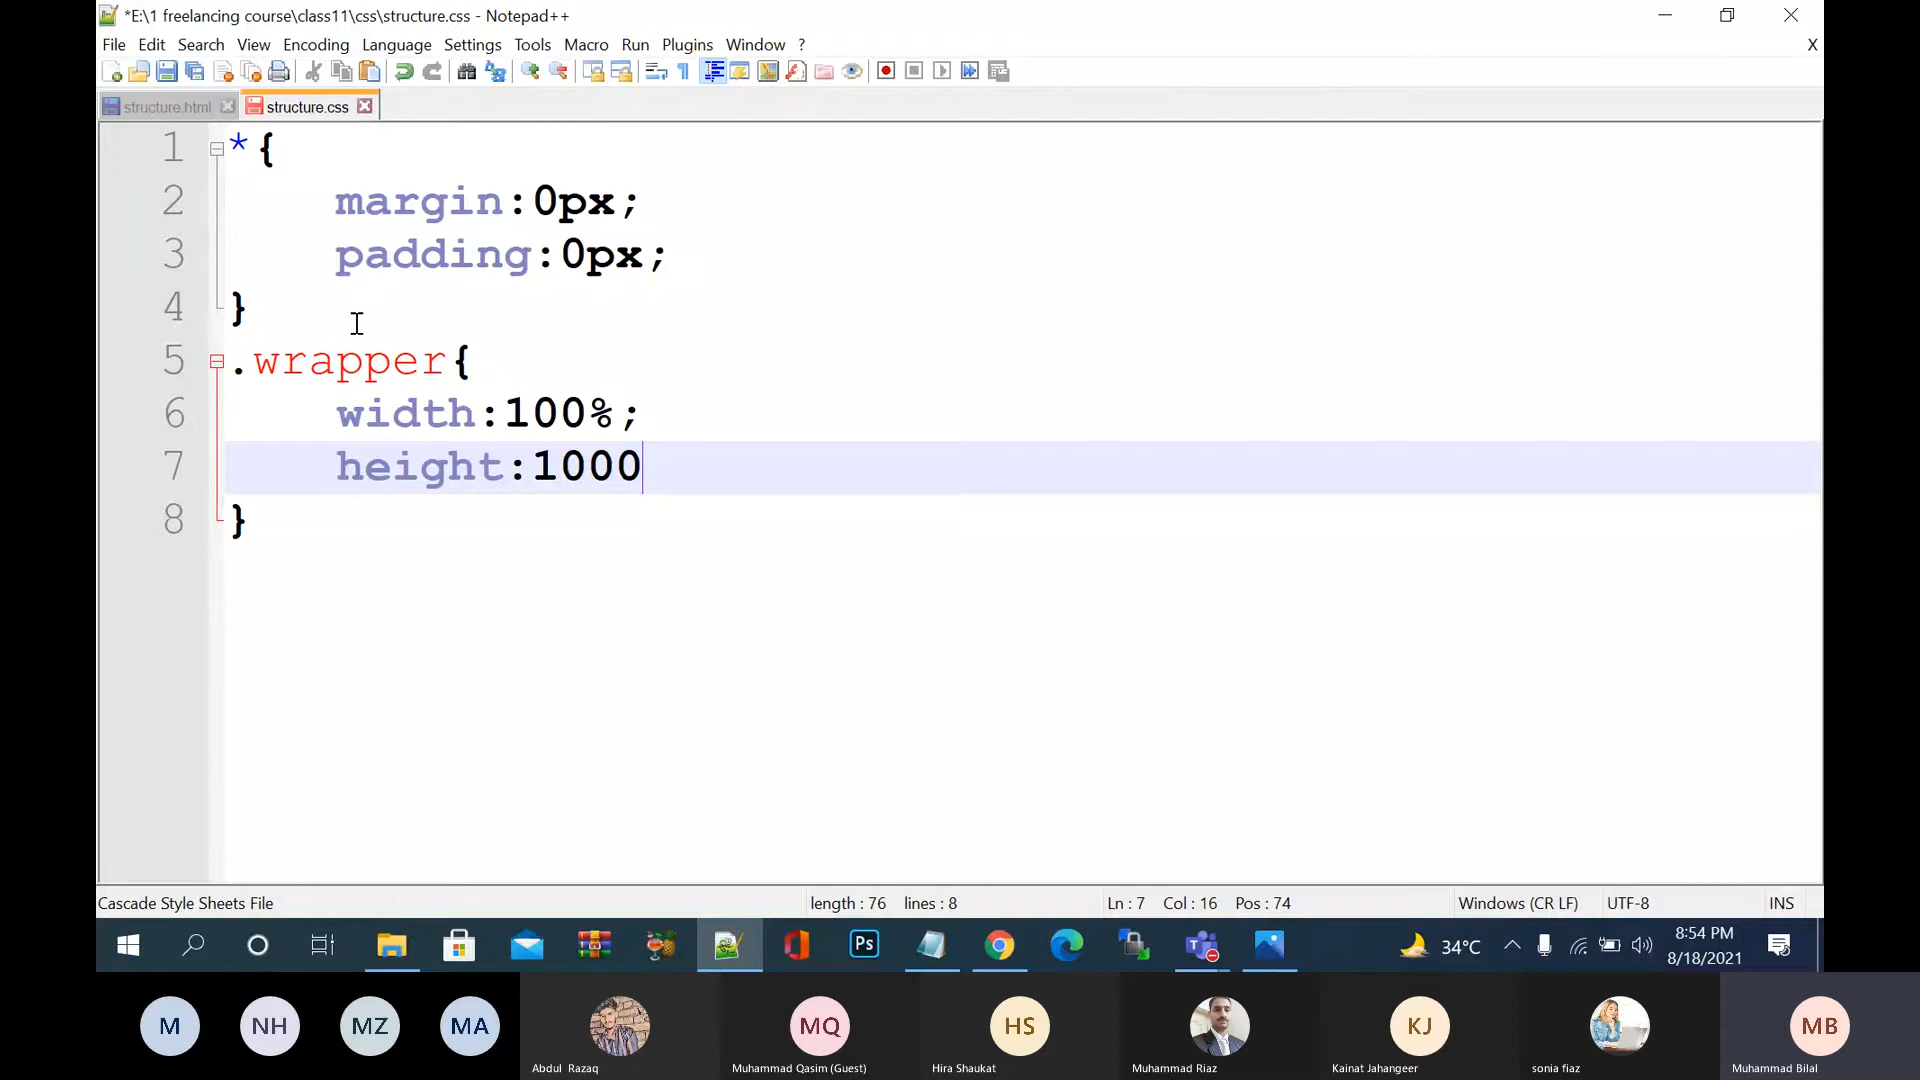 *E:\1 freelancing course\class11\css\structure.css - Notepad++
File Edit Search View Encoding Language Settings Tools Macro Run Plugins Window ? X
structure.html structure.css
1 *{
2 margin:0px;
3 padding:0px;
4 }
5 .wrapper{
6 width:100%;
7 height:1000
8 }
Cascade Style Sheets File length : 76 lines : 8 Ln : 7 Col : 16 Pos : 74 Windows (CR LF) UTF-8 INS
Ps 34°C 8:54 PM
8/18/2021
M NH MZ MA MQ HS KJ MB
Abdul Razaq Muhammad Qasim (Guest) Hira Shaukat Muhammad Riaz Kainat Jahangeer sonia fiaz Muhammad Bilal